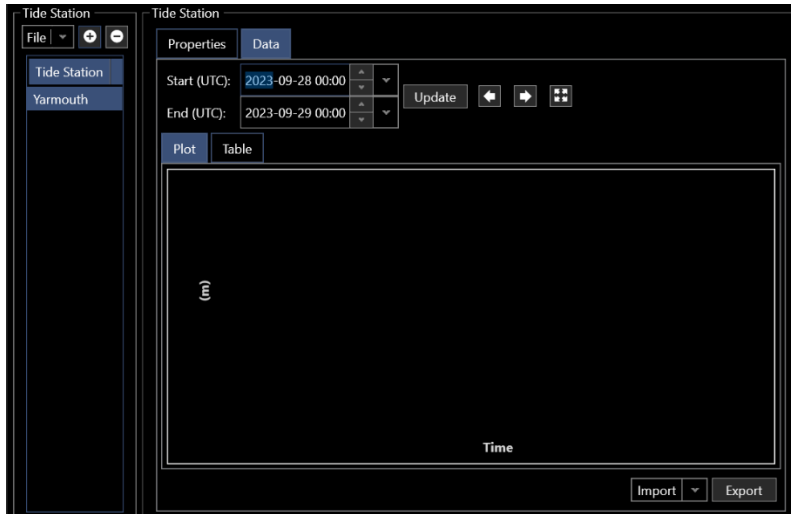 Tide Station
File
Tide Station
Yarmouth
Tide Station
Properties Data
Start (UTC): 2023-09-28 00:00
End (UTC): 2023-09-29 00:00
Update
Plot Table
(m)
Time
Import Export